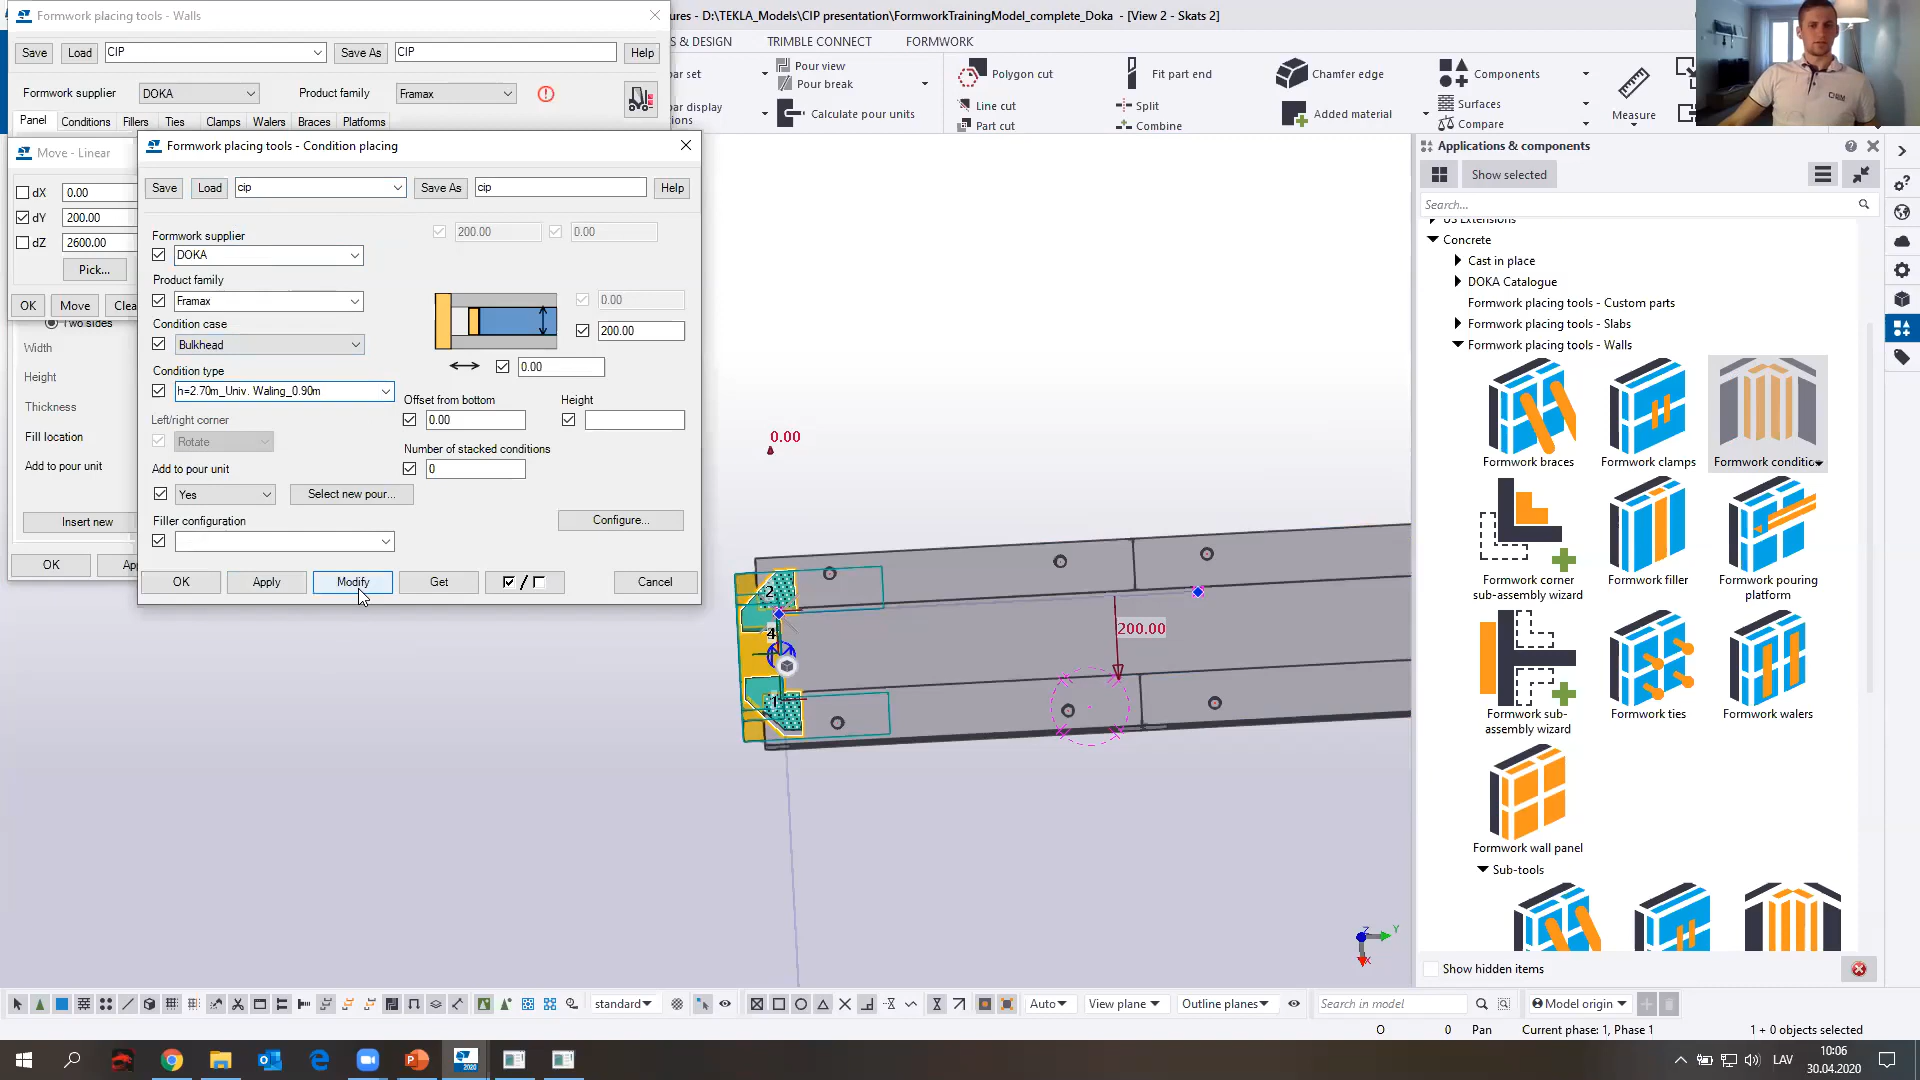 Formwork placing tools - Walls
ures - D:\TEKLA_Models\CIP presentation\FormworkTrainingModel_complete_Doka - [View 2 - Skats 2]
Save
Load
CIP
Save As
CIP
Help
S & DESIGN
TRIMBLE CONNECT
FORMWORK
Formwork supplier
DOKA
Product family
Framax
Panel
Conditions
Fillers
Ties
Clamps
Walers
Braces
Platforms
bar set
Pour view
Pour break
bar display
Calculate pour units
Polygon cut
Line cut
Part cut
Fit part end
Split
Combine
Chamfer edge
Added material
Components
Surfaces
Compare
Measure
Move - Linear
dX
0.00
dY
200.00
dZ
2600.00
Pick...
OK
Move
Clea
Two sides
Width
Height
Thickness
Fill location
Add to pour unit
Insert new
OK
Ap
Formwork placing tools - Condition placing
Save
Load
cip
Save As
cip
Help
Formwork supplier
DOKA
200.00
0.00
Product family
Framax
0.00
Condition case
Bulkhead
200.00
0.00
Condition type
h=2.70m_Univ. Waling_0.90m
Left/right corner
Rotate
Offset from bottom
0.00
Height
Number of stacked conditions
0
Add to pour unit
Yes
Select new pour...
Filler configuration
Configure...
OK
Apply
Modify
Get
/
Cancel
0.00
200.00
2
4
1
Z
Y
X
Applications & components
Show selected
Search...
US Extensions
Concrete
Cast in place
DOKA Catalogue
Formwork placing tools - Custom parts
Formwork placing tools - Slabs
Formwork placing tools - Walls
Formwork braces
Formwork clamps
Formwork conditio
Formwork corner
sub-assembly wizard
Formwork filler
Formwork pouring
platform
Formwork sub-
assembly wizard
Formwork ties
Formwork walers
Formwork wall panel
Sub-tools
Show hidden items
standard
Auto
View plane
Outline planes
Search in model
Model origin
O
0
Pan
Current phase: 1, Phase 1
1 + 0 objects selected
2020
LAV
10:06
30.04.2020